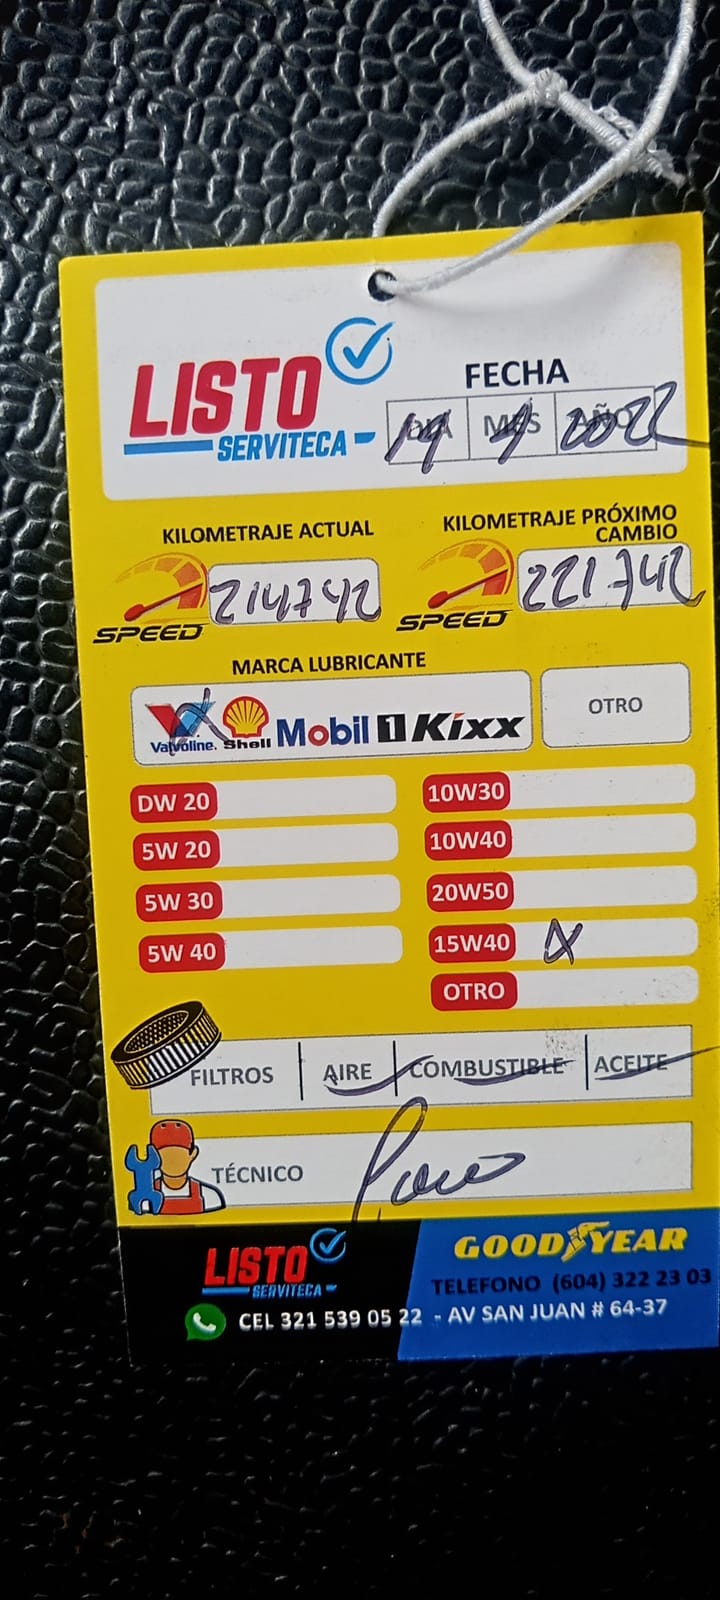 LISTO
SERVITECA
FECHA
DIA MES AÑO
2022
KILOMETRAJE ACTUAL
214742
KILOMETRAJE PRÓXIMO
CAMBIO
221742
SPEED
SPEED
MARCA LUBRICANTE
Valvoline. Shell Mobil 1 Kixx
OTRO
DW 20
10W30
5W 20
10W40
5W 30
20W50
5W 40
15W40 X
OTRO
FILTROS AIRE COMBUSTIBLE ACEITE
TÉCNICO
LISTO
SERVITECA
GOODYEAR
TELEFONO (604) 322 23 03
CEL 321 539 05 22 - AV SAN JUAN # 64-37